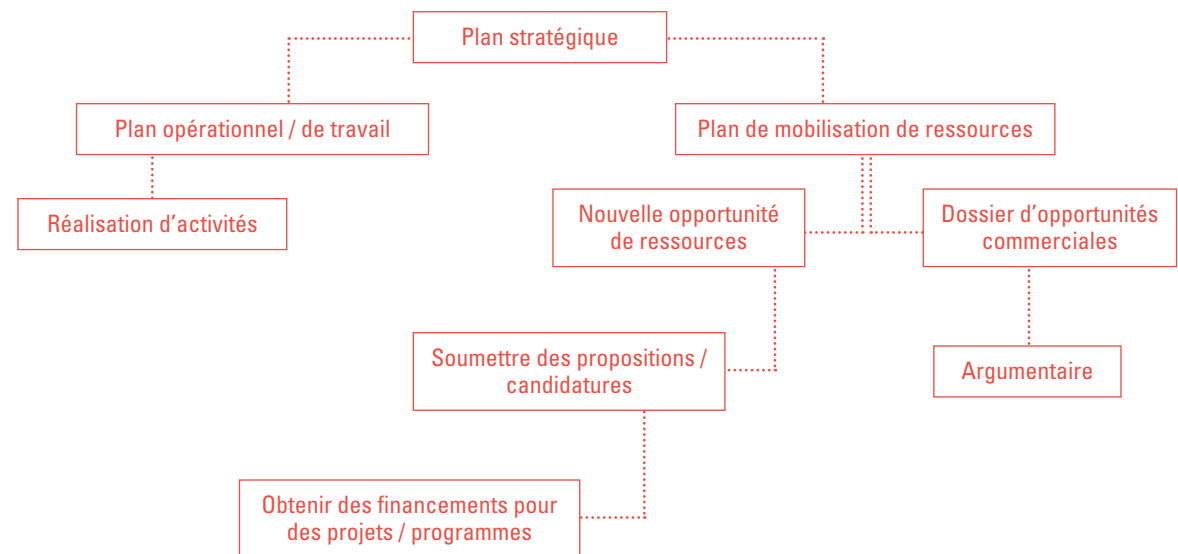 Plan stratégique
Plan opérationnel / de travail
Plan de mobilisation de ressources
Réalisation d’activités
Nouvelle opportunité
de ressources
Dossier d’opportunités
commerciales
Soumettre des propositions /
candidatures
Argumentaire
Obtenir des financements pour
des projets / programmes